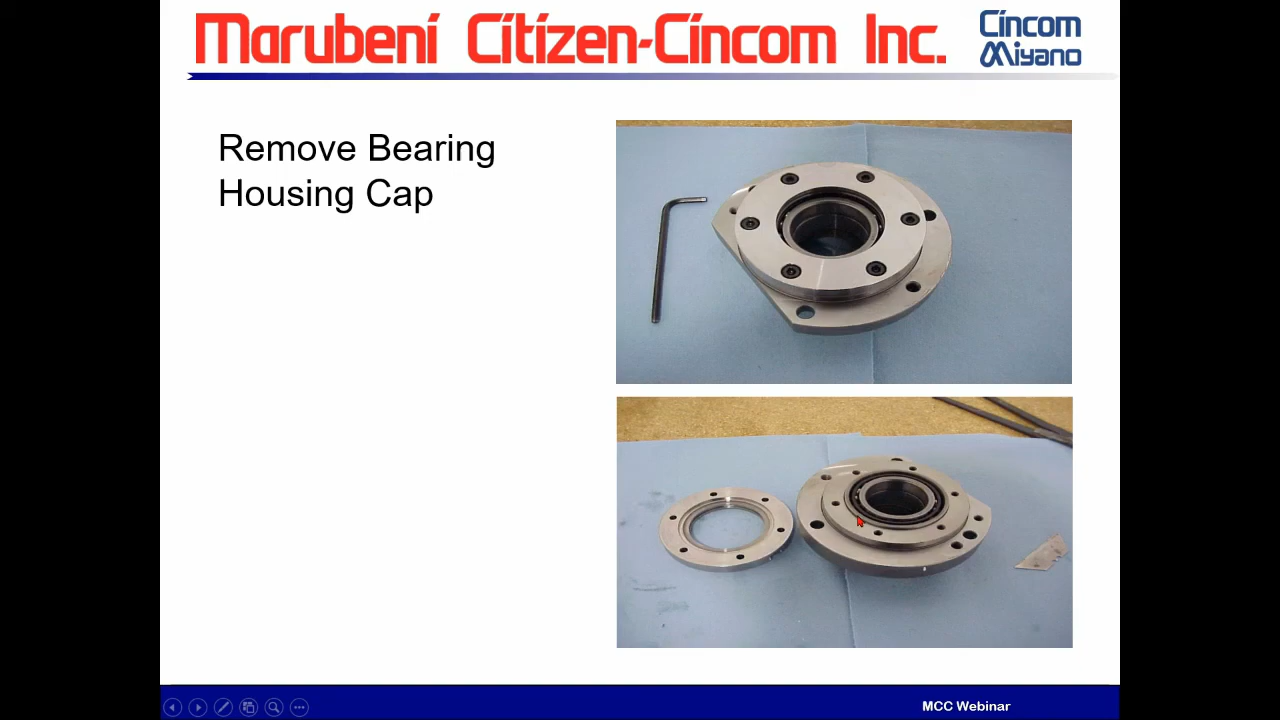 Marubeni Citizen-Cincom Inc.
Cincom
Miyano
Remove Bearing
Housing Cap
MCC Webinar